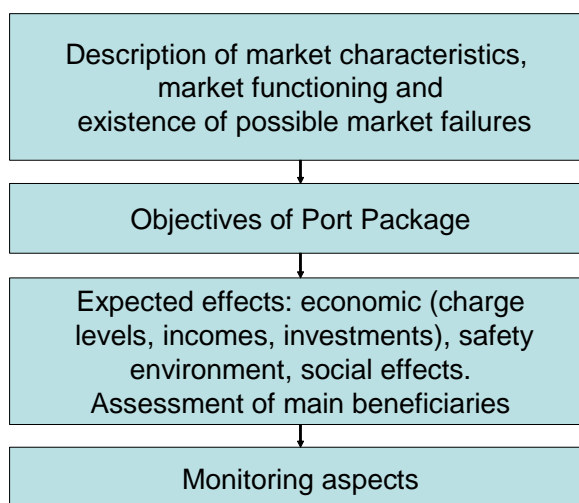 Description of market characteristics,
market functioning and
existence of possible market failures
Objectives of Port Package
Expected effects: economic (charge
levels, incomes, investments), safety
environment, social effects.
Assessment of main beneficiaries
Monitoring aspects